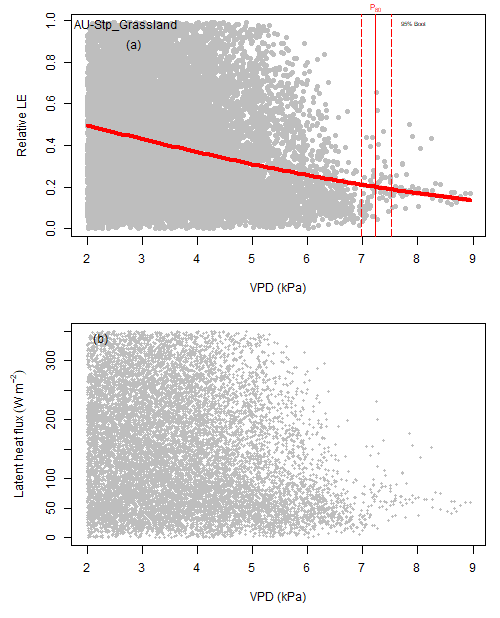 P80
95% Boot
AU-Stp_Grassland
(a)
Relative LE
1.0
0.8
0.6
0.4
0.2
0.0
2 3 4 5 6 7 8 9
VPD (kPa)
(b)
Latent heat flux (W m⁻²)
300
200
100
50
0
2 3 4 5 6 7 8 9
VPD (kPa)